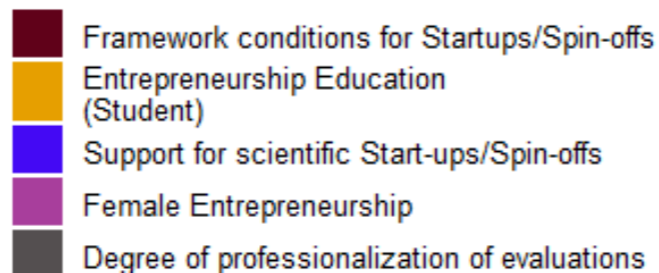 Framework conditions for Startups/Spin-offs
Entrepreneurship Education
(Student)
Support for scientific Start-ups/Spin-offs
Female Entrepreneurship
Degree of professionalization of evaluations